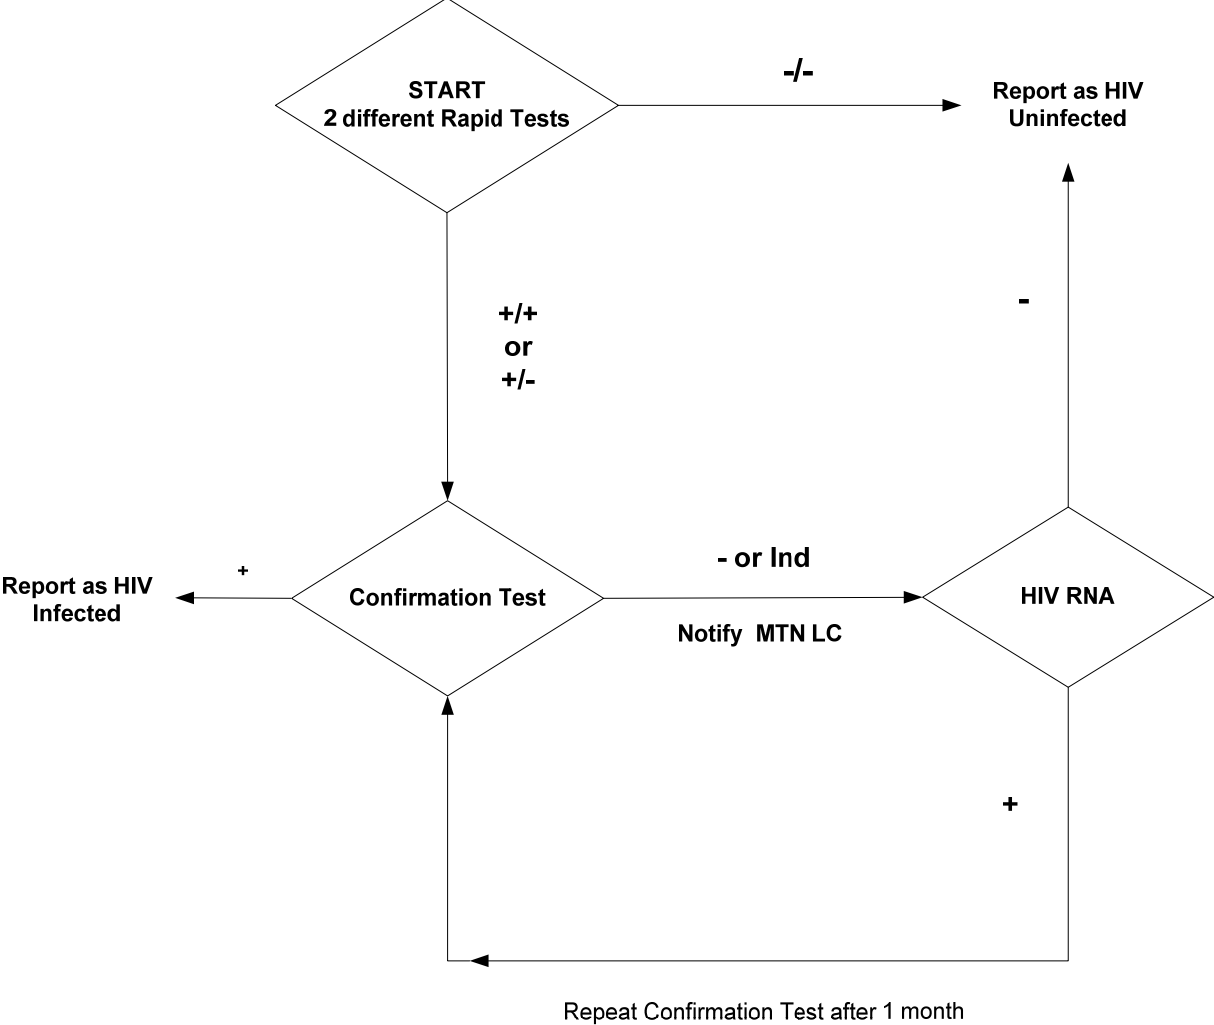 START
2 different Rapid Tests
-/-
Report as HIV
Uninfected
+/+
or
+/-
-
Report as HIV
Infected
+
Confirmation Test
- or Ind
Notify MTN LC
HIV RNA
+
Repeat Confirmation Test after 1 month